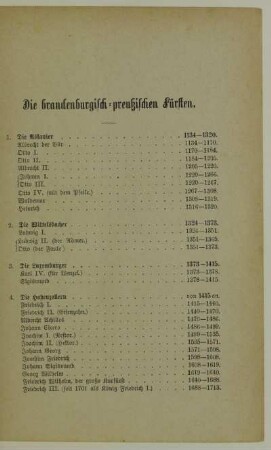 Die brandenburgisch-preußischen Fürsten.
1. Die Askanier 1134—1320.
Albrecht der Bär 1134—1170.
Otto I. 1170—1184.
Otto II. 1184—1205.
Albrecht II. 1205—1220.
Johann I. 1220—1266.
Otto III. 1220—1267.
Otto IV. (mit dem Pfeile) 1267—1308.
Waldemar 1308—1319.
Heinrich 1319—1320.
2. Die Wittelsbacher 1324—1373.
Ludwig I. 1324—1351.
Ludwig II. (der Römer) 1351—1365.
Otto (der Faule) 1351—1373.
3. Die Luxemburger 1373—1415.
Karl IV. (für Wenzel) 1373—1378.
Sigismund 1378—1415.
4. Die Hohenzollern von 1415 an.
Friedrich I. 1415—1440.
Friedrich II. (Eisenzahn) 1440—1470.
Albrecht Achilles 1470—1486.
Johann Cicero 1486—1499.
Joachim I. (Nestor) 1499—1535.
Joachim II. (Hektor) 1535—1571.
Johann Georg 1571—1598.
Joachim Friedrich 1598—1608.
Johann Sigismund 1608—1619.
Georg Wilhelm 1619—1640.
Friedrich Wilhelm, der große Kurfürst 1640—1688.
Friedrich III. (seit 1701 als König Friedrich I.) 1688—1713.